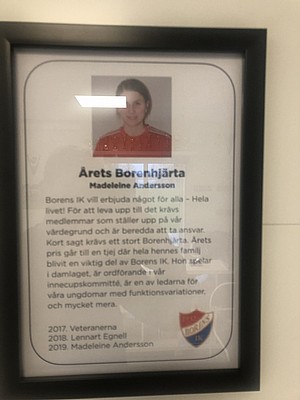 Årets Borenhjärta
Madeleine Andersson
Borens IK vill erbjuda något för alla – Hela
livet! För att leva upp till det krävs
medlemmar som ställer upp på vår
värdegrund och är beredda att ta ansvar.
Kort sagt krävs ett stort Borenhjärta. Årets
pris går till en tjej där hela hennes familj
blivit en viktig del av Borens IK. Hon spelar
i damlaget, är ordförande i vår
innecupskommitté, är en av ledarna för
våra ungdomar med funktionsvariationer,
och mycket mera.
2017. Veteranerna
2018. Lennart Egnell
2019. Madeleine Andersson
BORENS
IK